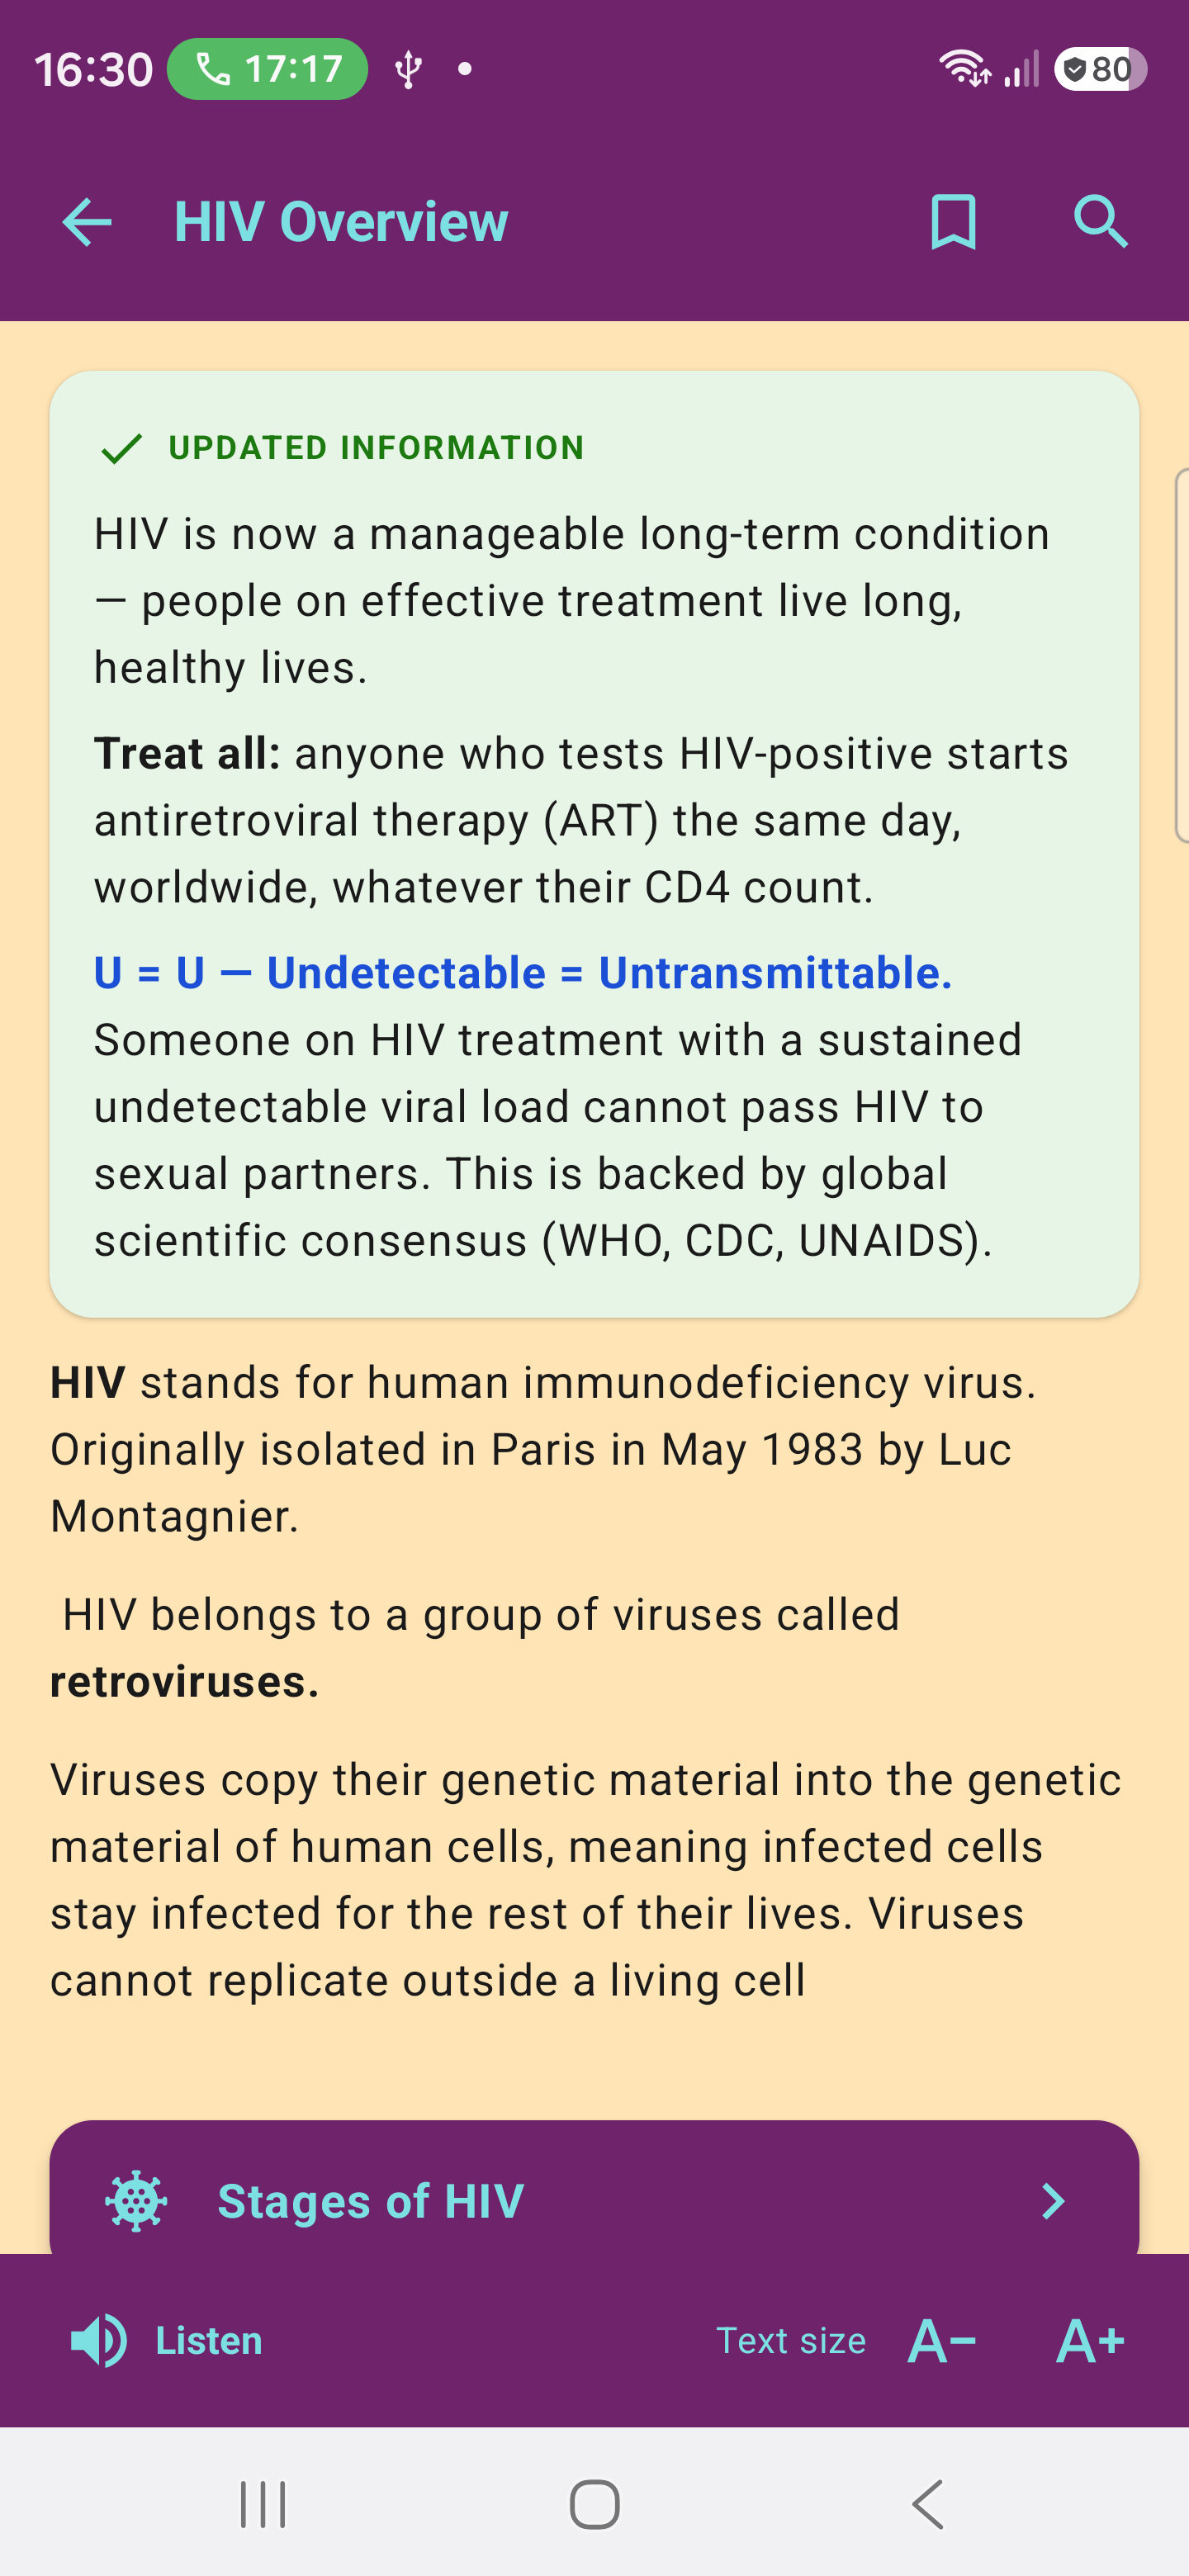 16:30 17:17 80
HIV Overview
UPDATED INFORMATION
HIV is now a manageable long-term condition
— people on effective treatment live long,
healthy lives.
Treat all: anyone who tests HIV-positive starts
antiretroviral therapy (ART) the same day,
worldwide, whatever their CD4 count.
U = U — Undetectable = Untransmittable.
Someone on HIV treatment with a sustained
undetectable viral load cannot pass HIV to
sexual partners. This is backed by global
scientific consensus (WHO, CDC, UNAIDS).
HIV stands for human immunodeficiency virus.
Originally isolated in Paris in May 1983 by Luc
Montagnier.
HIV belongs to a group of viruses called
retroviruses.
Viruses copy their genetic material into the genetic
material of human cells, meaning infected cells
stay infected for the rest of their lives. Viruses
cannot replicate outside a living cell
Stages of HIV
Listen Text size A− A+